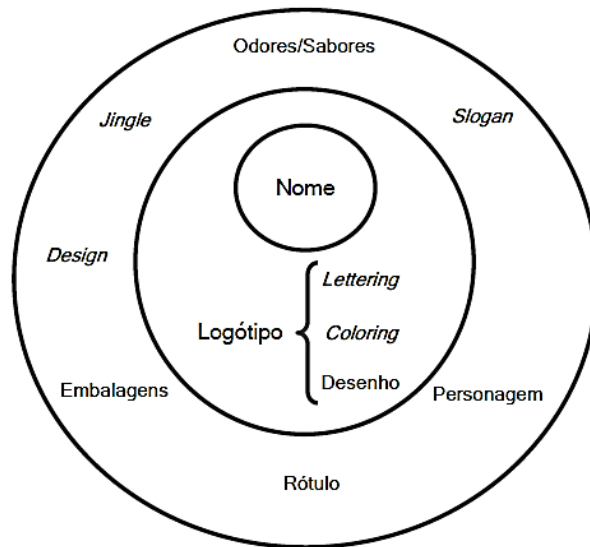 Odores/Sabores
Jingle
Slogan
Nome
Design
Lettering
Logótipo
Coloring
Desenho
Embalagens
Personagem
Rótulo